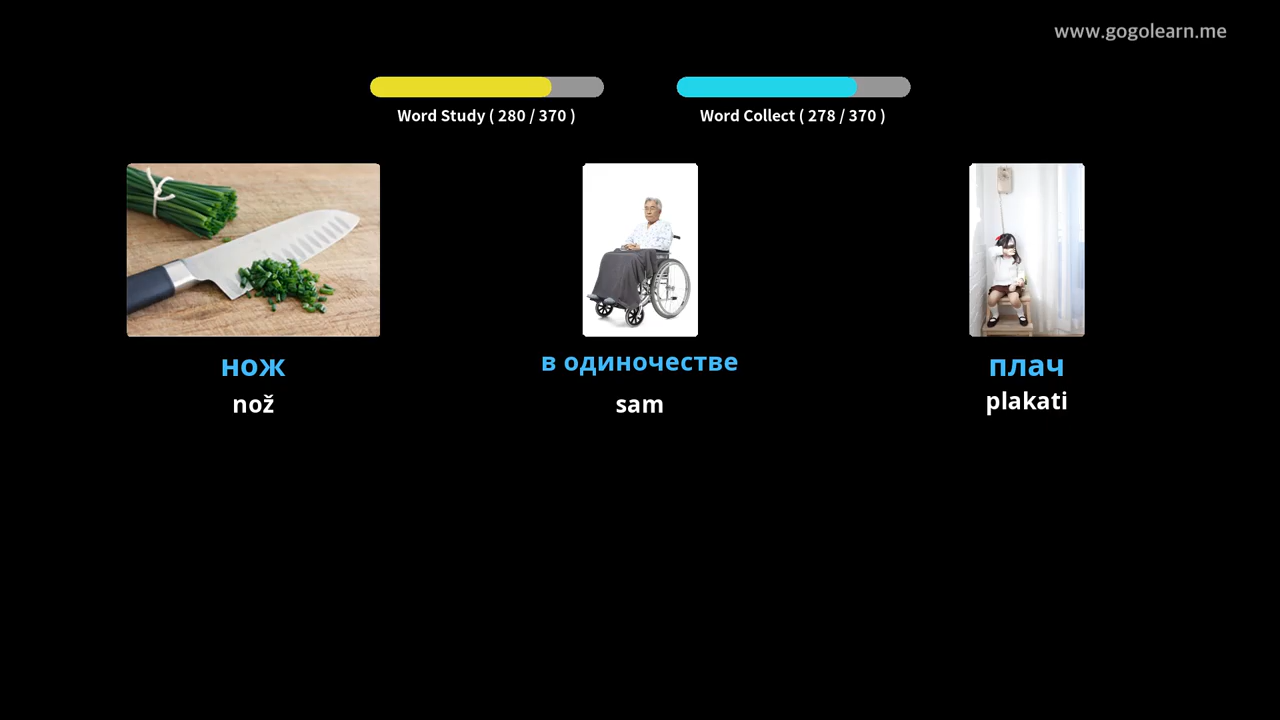 www.gogolearn.me
Word Study ( 280 / 370 )
Word Collect ( 278 / 370 )
нож
в одиночестве
плач
nož
sam
plakati